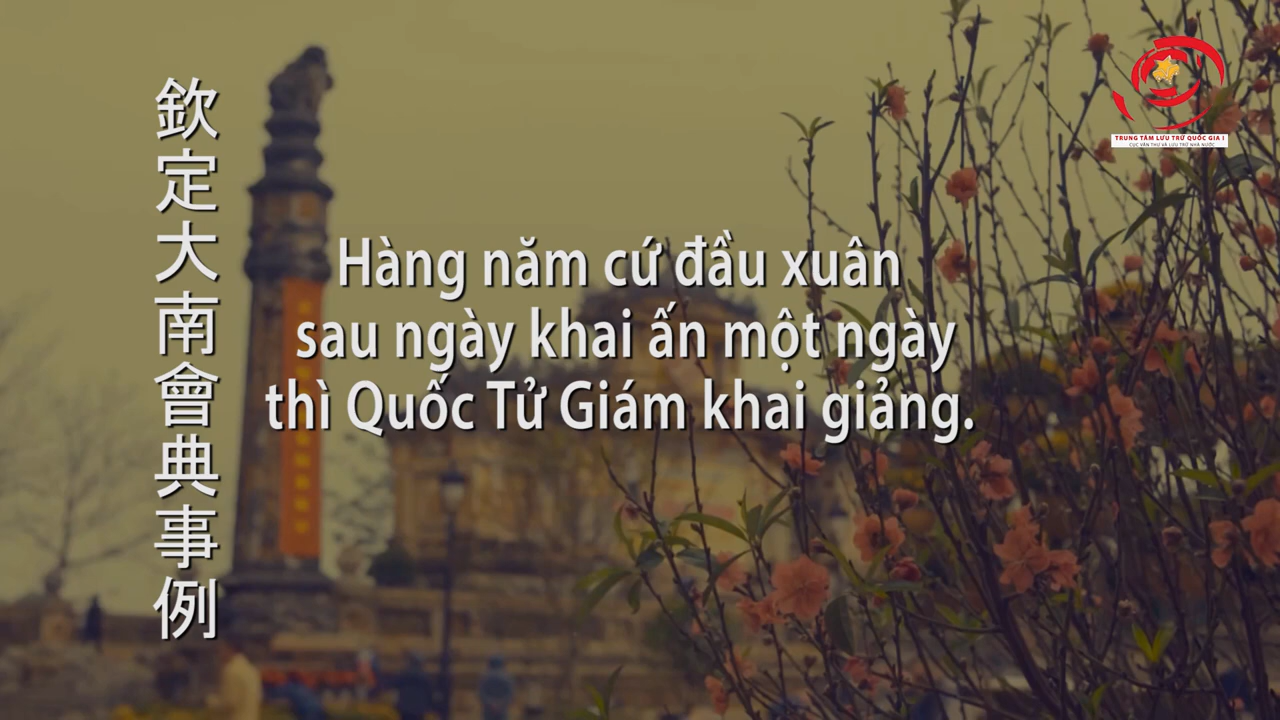 欽定大南會典事例
Hàng năm cứ đầu xuân
sau ngày khai ấn một ngày
thì Quốc Tử Giám khai giảng.
TRUNG TÂM LƯU TRỮ QUỐC GIA I
CỤC VĂN THƯ VÀ LƯU TRỮ NHÀ NƯỚC